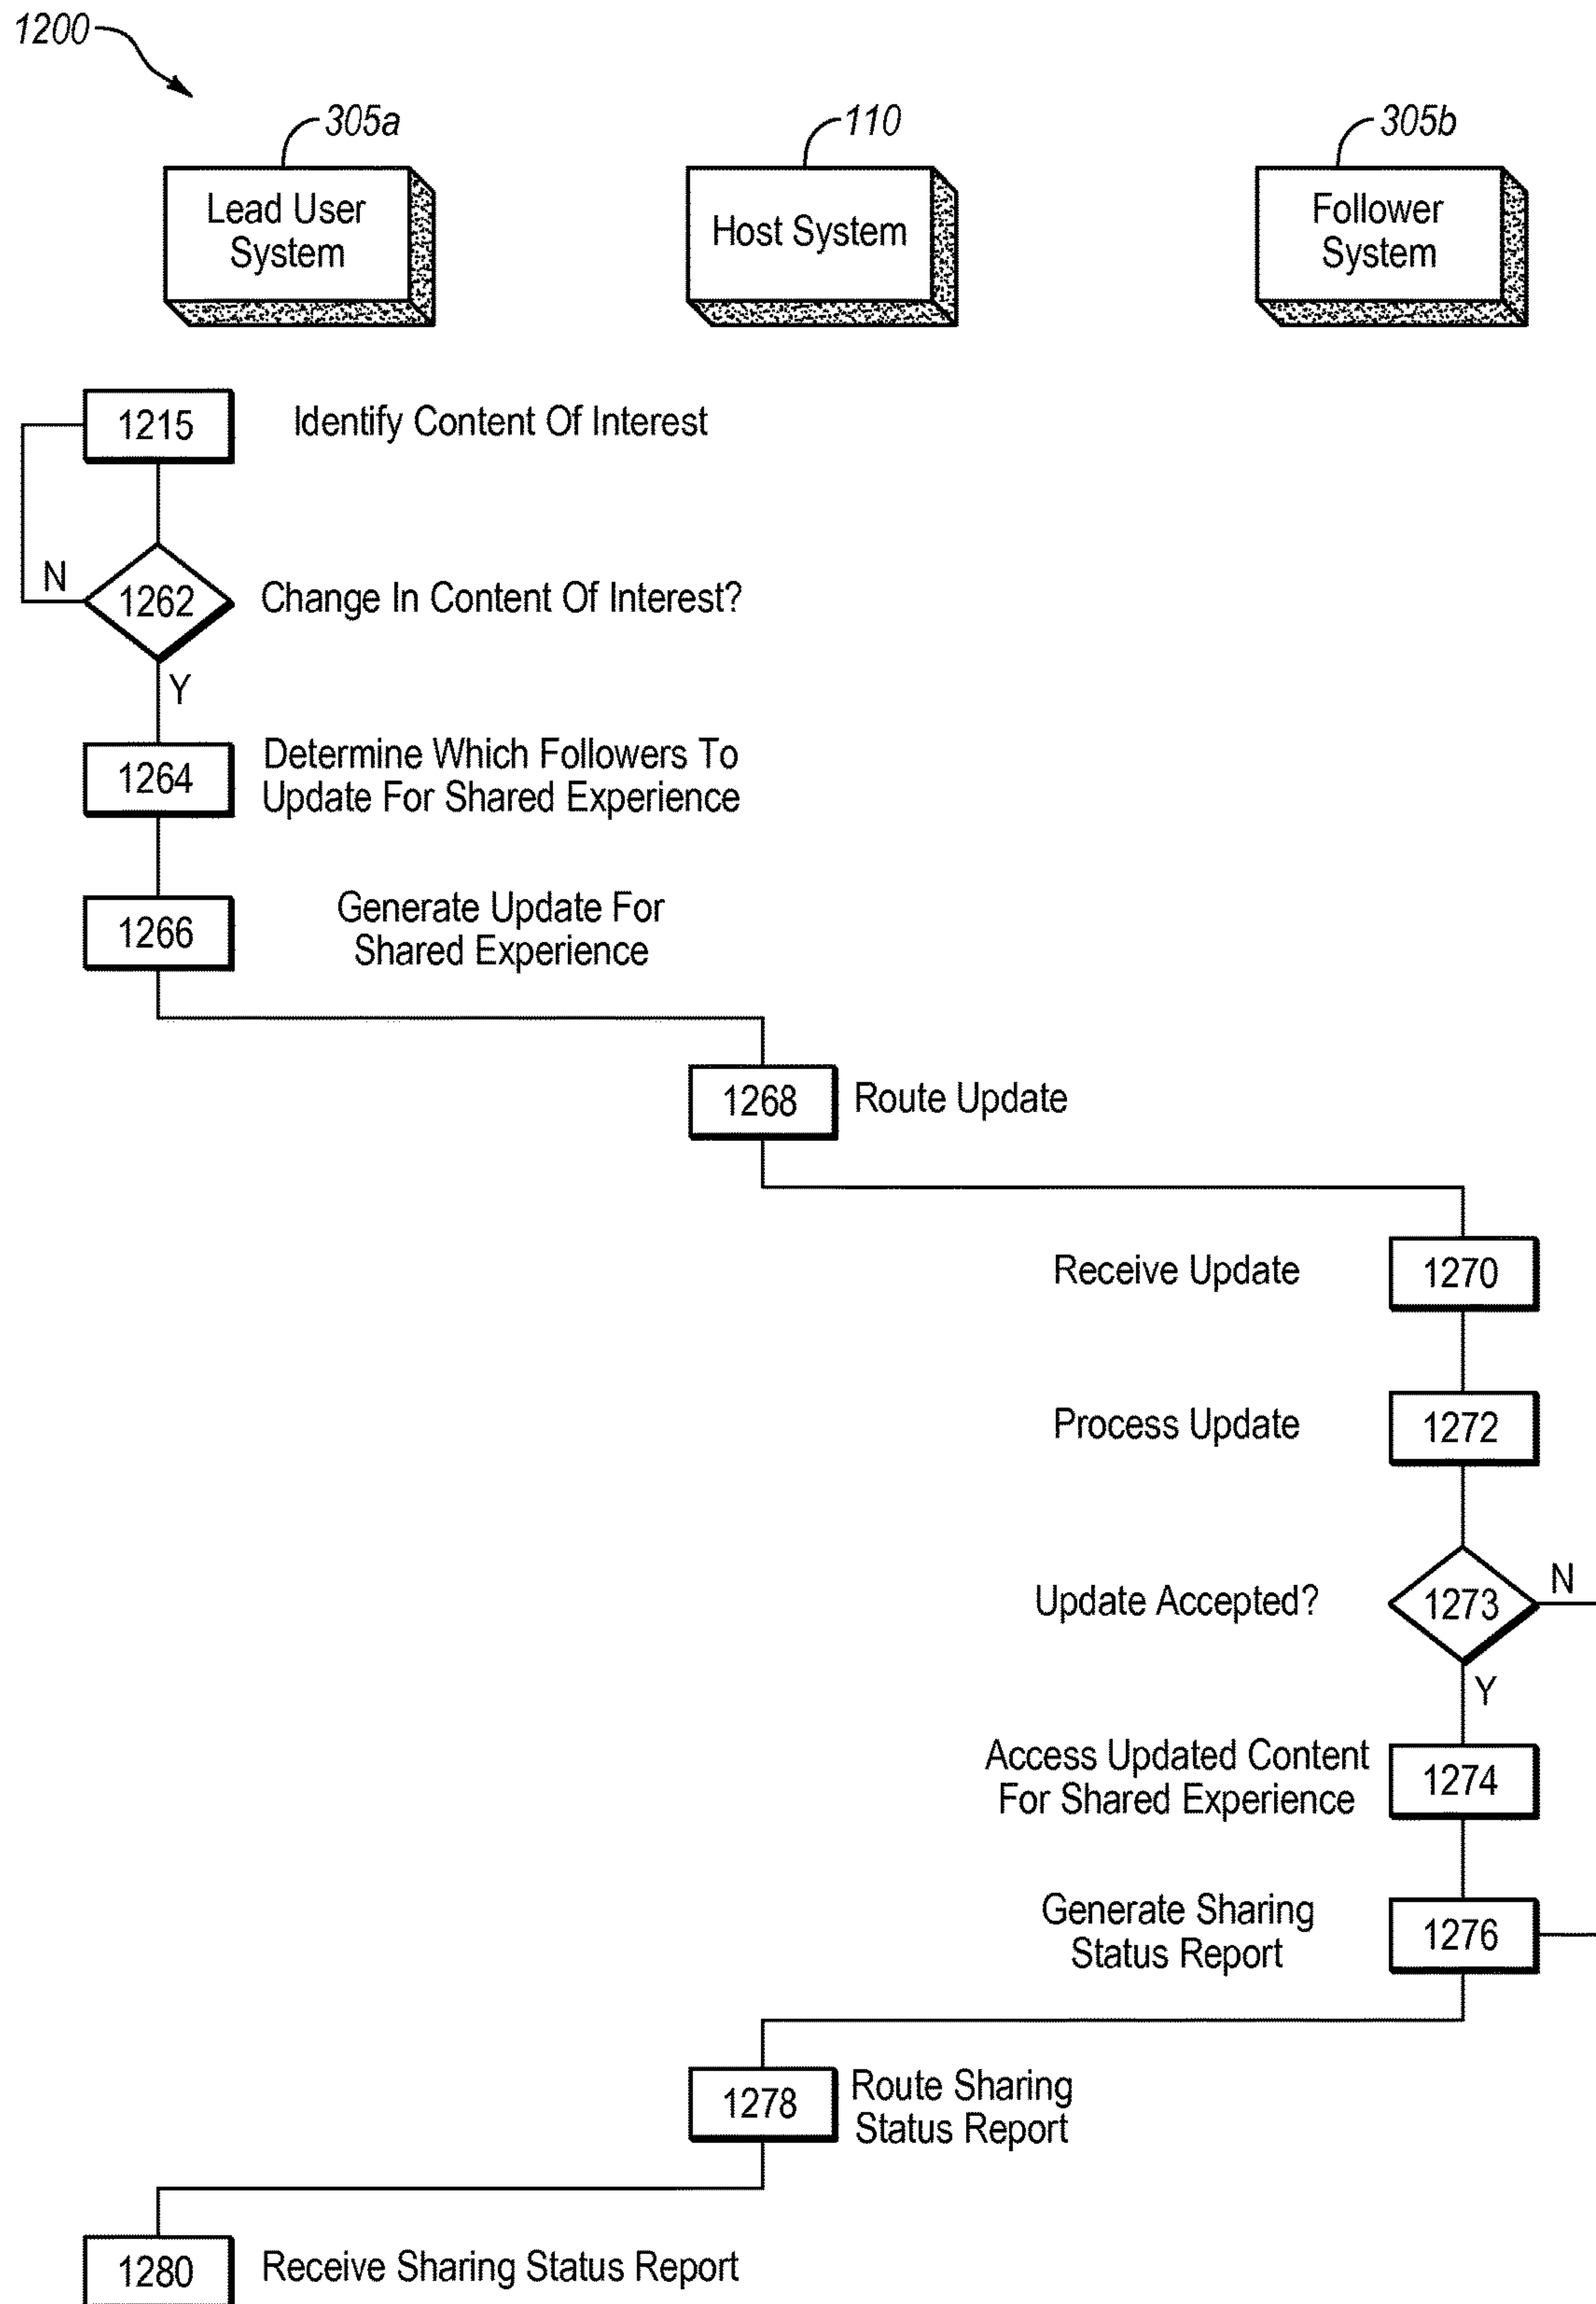 1200
305a
110
305b
Lead User
System
Host System
Follower
System
1215
Identify Content Of Interest
N
1262
Change In Content Of Interest?
Y
1264
Determine Which Followers To
Update For Shared Experience
1266
Generate Update For
Shared Experience
1268
Route Update
Receive Update
1270
Process Update
1272
Update Accepted?
1273
N
Y
Access Updated Content
For Shared Experience
1274
Generate Sharing
Status Report
1276
1278
Route Sharing
Status Report
1280
Receive Sharing Status Report